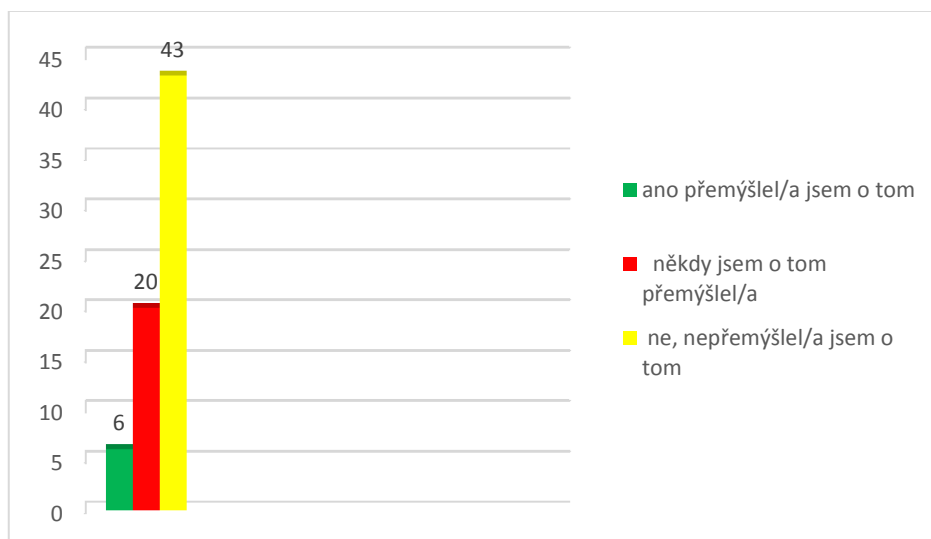 45
40
35
30
25
20
15
10
5
0
43
20
6
ano přemýšlel/a jsem o tom
někdy jsem o tom
přemýšlel/a
ne, nepřemýšlel/a jsem o
tom